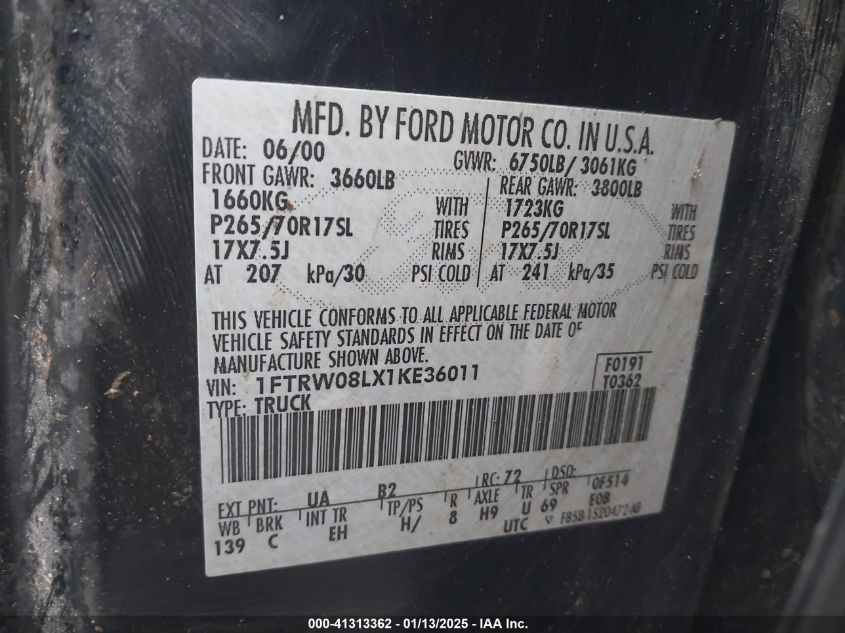 MFD. BY FORD MOTOR CO. IN U.S.A.
DATE: 06/00 GVWR: 6750LB/ 3061KG
FRONT GAWR: 3660LB REAR GAWR: 3800LB
1660KG WITH 1723KG WITH
P265/70R17SL TIRES P265/70R17SL TIRES
17X7.5J RIMS 17X7.5J RIMS
AT 207 kPa/30 PSI COLD AT 241 kPa/35 PSI COLD
THIS VEHICLE CONFORMS TO ALL APPLICABLE FEDERAL MOTOR
VEHICLE SAFETY STANDARDS IN EFFECT ON THE DATE OF
MANUFACTURE SHOWN ABOVE.
VIN: 1FTRW08LX1KE36011 F0191
TYPE: TRUCK T0362
EXT PNT: UA B2 RC: 72 DSO: 0F514
WB BRK INT TR TP/PS R AXLE TR SPR EOB
139 C EH H/ 8 H9 U 69
UTC F85B-1520472-AB
000-41313362 - 01/13/2025 - IAA Inc.